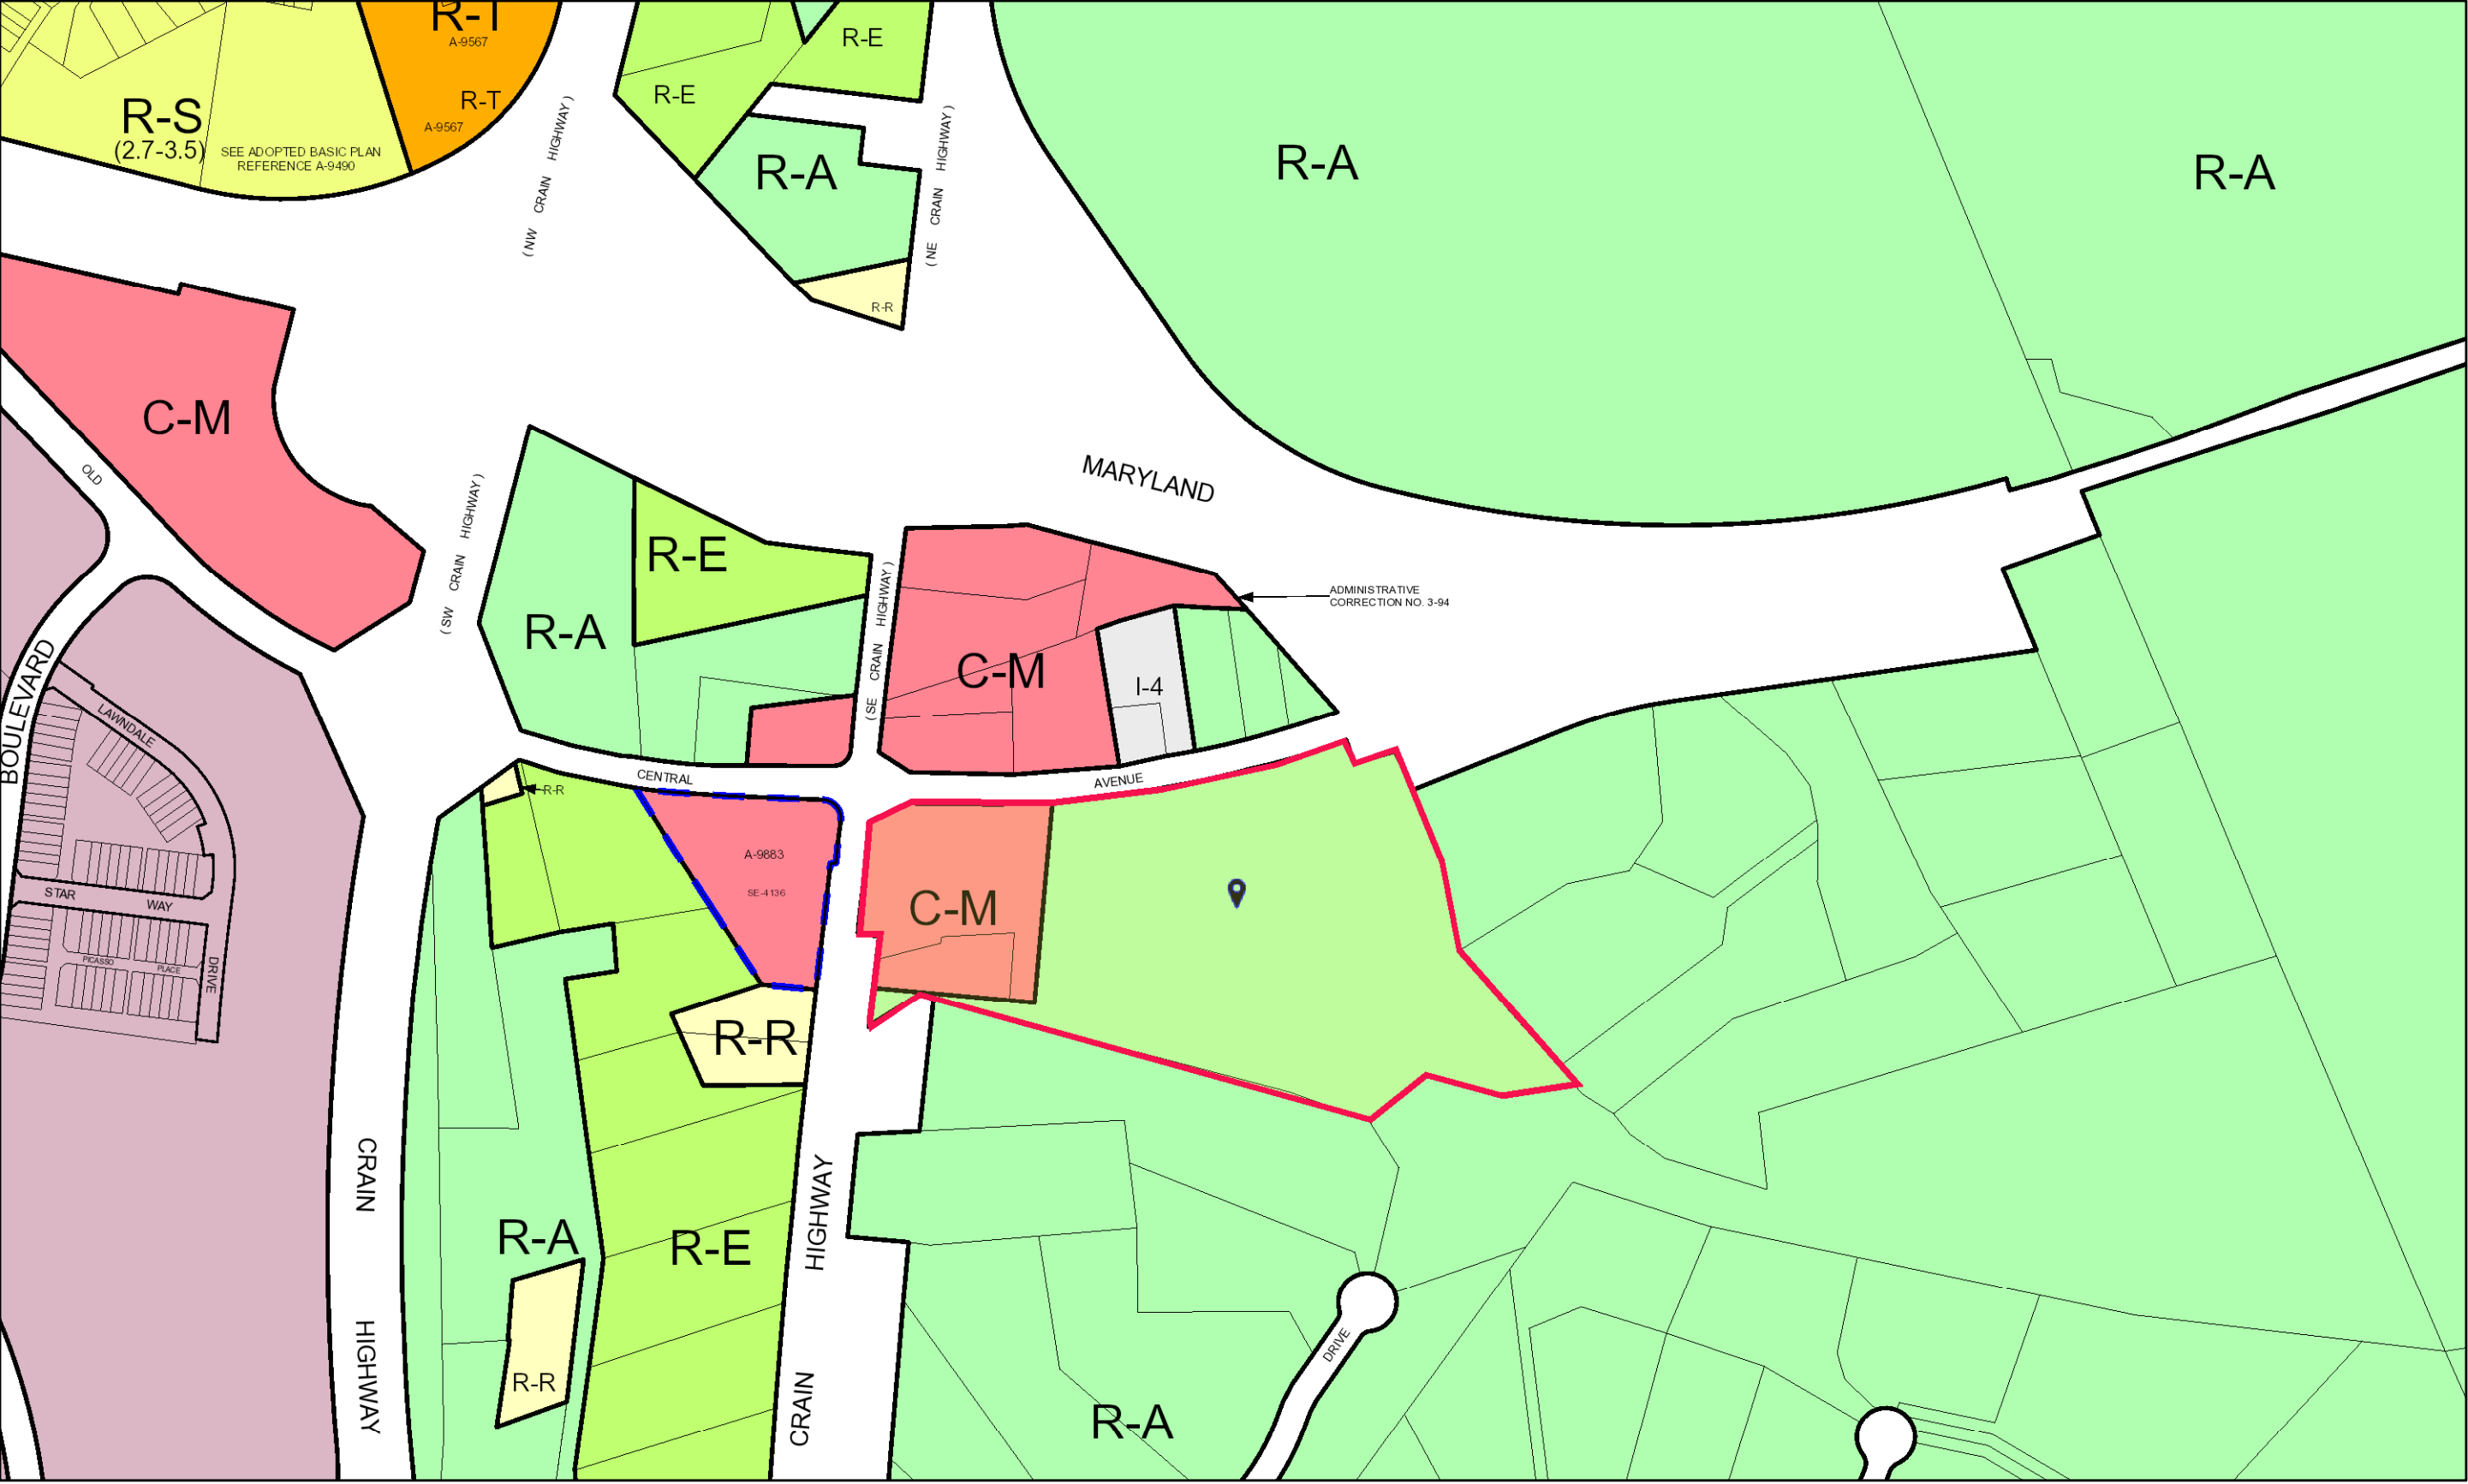 R-T
A-9567
R-T
A-9567
R-S
(2.7-3.5)
SEE ADOPTED BASIC PLAN
REFERENCE A-9490
( NW CRAIN HIGHWAY )
R-E
R-E
R-A
( NE CRAIN HIGHWAY )
R-R
R-A
R-A
C-M
OLD
( SW CRAIN HIGHWAY )
MARYLAND
R-E
R-A
( SE CRAIN HIGHWAY )
C-M
I-4
ADMINISTRATIVE
CORRECTION NO. 3-94
BOULEVARD
LAWNDALE
CENTRAL
AVENUE
R-R
A-9883
SE-4136
C-M
STAR
WAY
PICASSO
PLACE
DRIVE
R-R
CRAIN
HIGHWAY
R-A
R-E
R-R
CRAIN
HIGHWAY
DRIVE
R-A